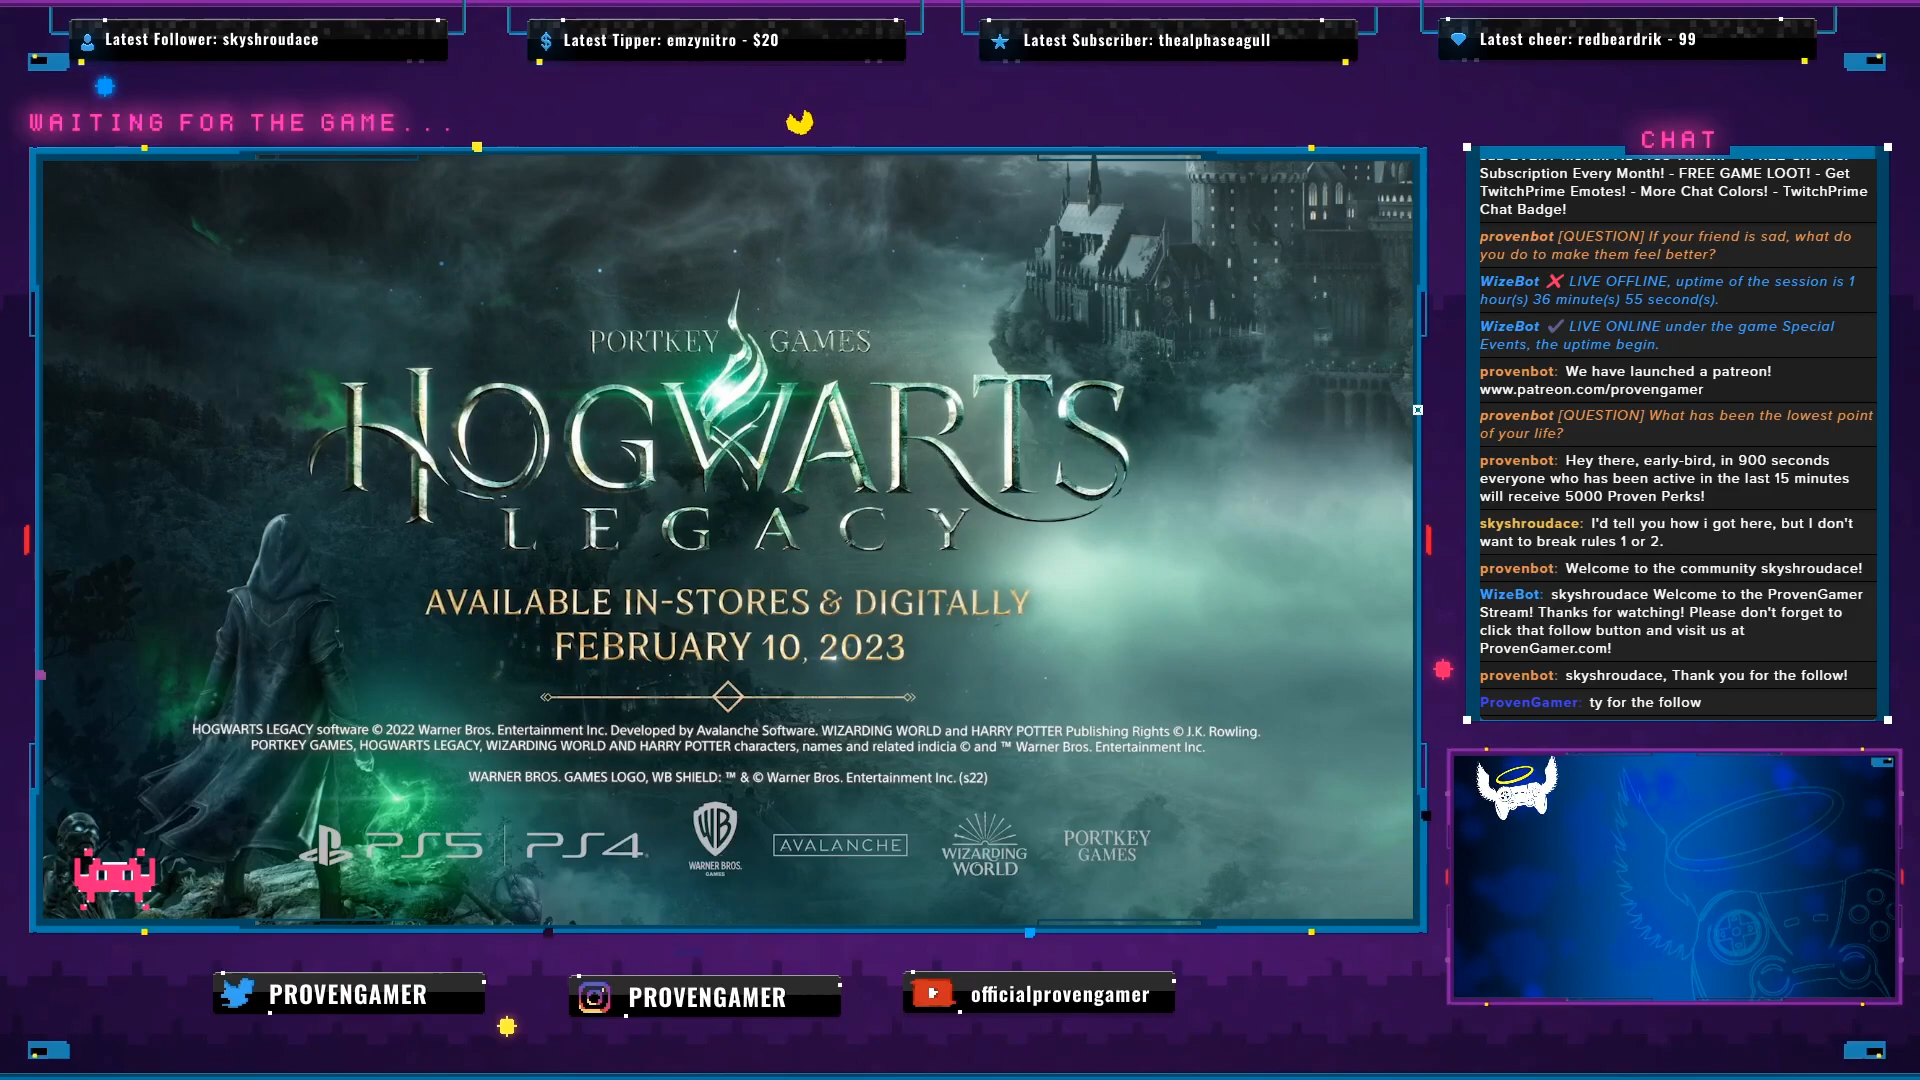 Latest Follower: skyshroudace
Latest Tipper: emzynitro - $20
Latest Subscriber: thealphaseagull
Latest cheer: redbeardrik - 99
WAITING FOR THE GAME...
PORTKEY GAMES
HOGWARTS
LEGACY
AVAILABLE IN-STORES & DIGITALLY
FEBRUARY 10, 2023
HOGWARTS LEGACY software © 2022 Warner Bros. Entertainment Inc. Developed by Avalanche Software. WIZARDING WORLD and HARRY POTTER Publishing Rights © J.K. Rowling.
PORTKEY GAMES, HOGWARTS LEGACY, WIZARDING WORLD AND HARRY POTTER characters, names and related indicia © and ™ Warner Bros. Entertainment Inc.
WARNER BROS. GAMES LOGO, WB SHIELD: ™ & © Warner Bros. Entertainment Inc. (s22)
PS5
PS4
WB
WARNER BROS.
GAMES
AVALANCHE
WIZARDING
WORLD
PORTKEY
GAMES
CHAT
Subscription Every Month! - FREE GAME LOOT! - Get
TwitchPrime Emotes! - More Chat Colors! - TwitchPrime
Chat Badge!
provenbot [QUESTION] If your friend is sad, what do
you do to make them feel better?
WizeBot ❌ LIVE OFFLINE, uptime of the session is 1
hour(s) 36 minute(s) 55 second(s).
WizeBot ✔ LIVE ONLINE under the game Special
Events, the uptime begin.
provenbot: We have launched a patreon!
www.patreon.com/provengamer
provenbot [QUESTION] What has been the lowest point
of your life?
provenbot: Hey there, early-bird, in 900 seconds
everyone who has been active in the last 15 minutes
will receive 5000 Proven Perks!
skyshroudace: I'd tell you how i got here, but I don't
want to break rules 1 or 2.
provenbot: Welcome to the community skyshroudace!
WizeBot: skyshroudace Welcome to the ProvenGamer
Stream! Thanks for watching! Please don't forget to
click that follow button and visit us at
ProvenGamer.com!
provenbot: skyshroudace, Thank you for the follow!
ProvenGamer: ty for the follow
PROVENGAMER
PROVENGAMER
officialprovengamer